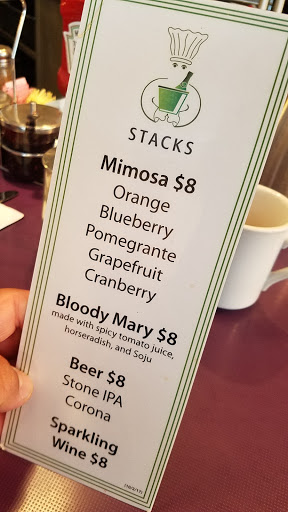 STACKS
Mimosa $8
Orange
Blueberry
Pomegrante
Grapefruit
Cranberry
Bloody Mary $8
made with spicy tomato juice,
horseradish, and Soju
Beer $8
Stone IPA
Corona
Sparkling
Wine $8